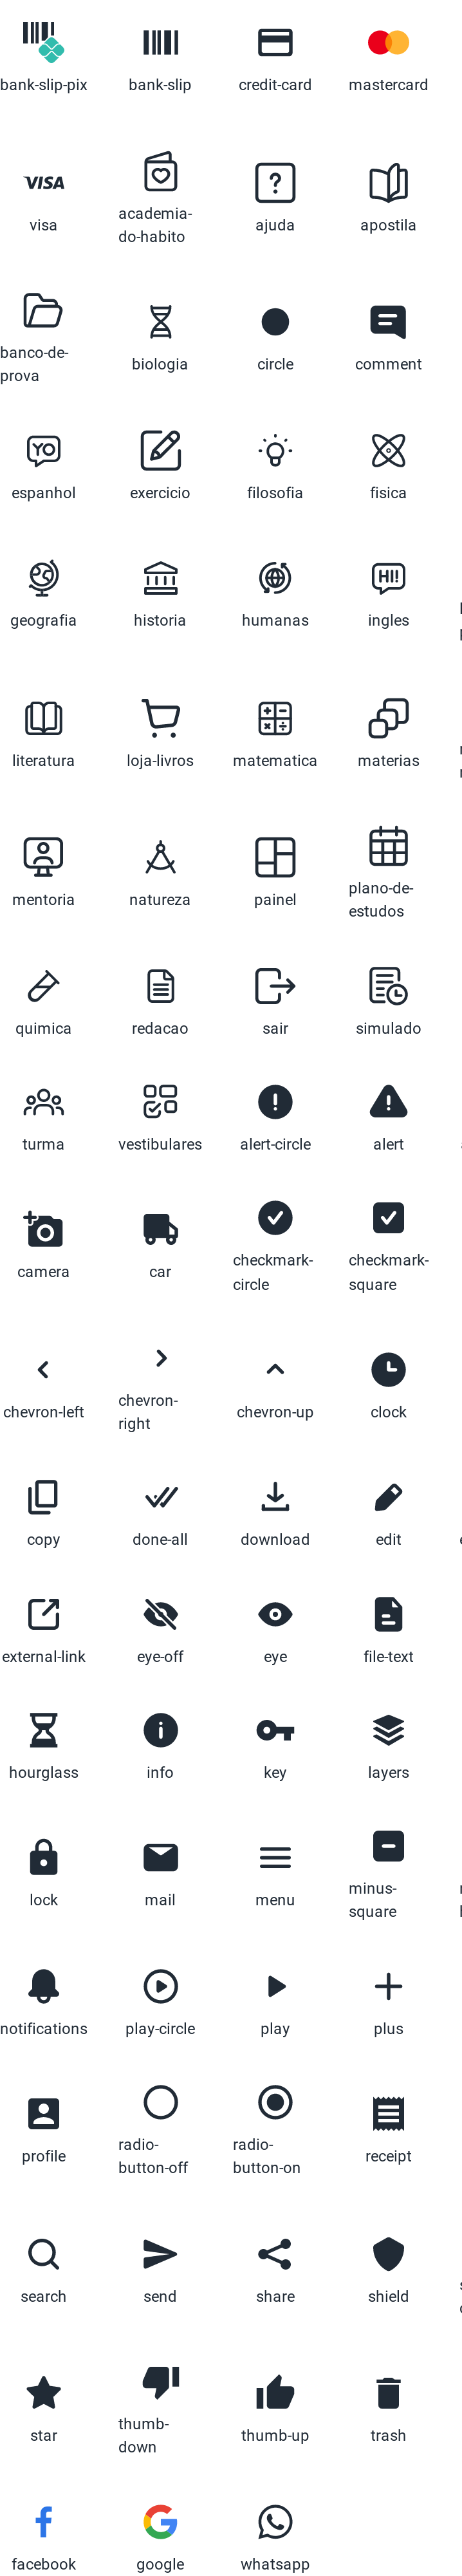 bank-slip-pix bank-slip credit-card mastercard
VISA
visa academia-do-habito ajuda apostila
banco-de-prova biologia circle comment
YO
espanhol exercicio filosofia fisica
HI!
geografia historia humanas ingles
literatura loja-livros matematica materias
mentoria natureza painel plano-de-estudos
quimica redacao sair simulado
turma vestibulares alert-circle alert
camera car checkmark-circle checkmark-square
chevron-left chevron-right chevron-up clock
copy done-all download edit
external-link eye-off eye file-text
hourglass info key layers
lock mail menu minus-square
notifications play-circle play plus
profile radio-button-off radio-button-on receipt
search send share shield
star thumb-down thumb-up trash
facebook google whatsapp